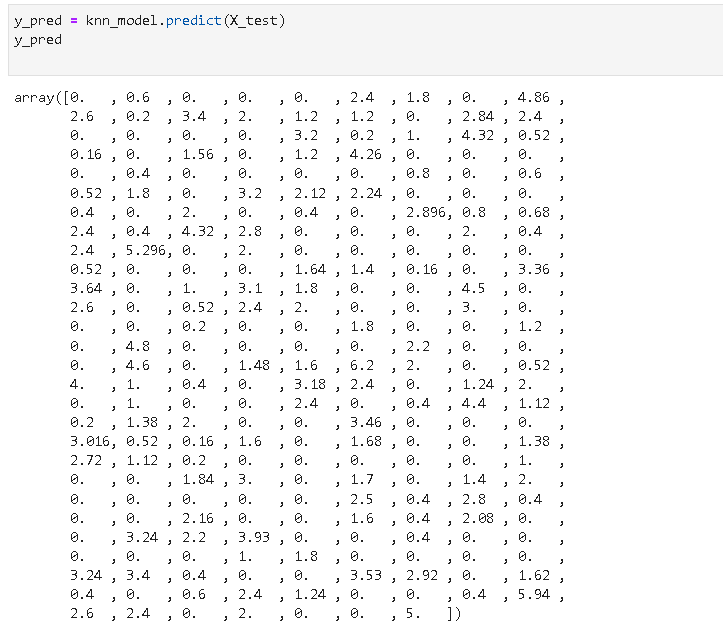 y_pred = knn_model.predict(X_test)
y_pred
array([0.   , 0.6  , 0.   , 0.   , 0.   , 2.4  , 1.8  , 0.   , 4.86 ,
       2.6  , 0.2  , 3.4  , 2.   , 1.2  , 1.2  , 0.   , 2.84 , 2.4  ,
       0.   , 0.   , 0.   , 0.   , 3.2  , 0.2  , 1.   , 4.32 , 0.52 ,
       0.16 , 0.   , 1.56 , 0.   , 1.2  , 4.26 , 0.   , 0.   , 0.   ,
       0.   , 0.4  , 0.   , 0.   , 0.   , 0.   , 0.8  , 0.   , 0.6  ,
       0.52 , 1.8  , 0.   , 3.2  , 2.12 , 2.24 , 0.   , 0.   , 0.   ,
       0.4  , 0.   , 2.   , 0.   , 0.4  , 0.   , 2.896, 0.8  , 0.68 ,
       2.4  , 0.4  , 4.32 , 2.8  , 0.   , 0.   , 0.   , 2.   , 0.4  ,
       2.4  , 5.296, 0.   , 2.   , 0.   , 0.   , 0.   , 0.   , 0.   ,
       0.52 , 0.   , 0.   , 0.   , 1.64 , 1.4  , 0.16 , 0.   , 3.36 ,
       3.64 , 0.   , 1.   , 3.1  , 1.8  , 0.   , 0.   , 4.5  , 0.   ,
       2.6  , 0.   , 0.52 , 2.4  , 2.   , 0.   , 0.   , 3.   , 0.   ,
       0.   , 0.   , 0.2  , 0.   , 0.   , 1.8  , 0.   , 0.   , 1.2  ,
       0.   , 4.8  , 0.   , 0.   , 0.   , 0.   , 2.2  , 0.   , 0.   ,
       0.   , 4.6  , 0.   , 1.48 , 1.6  , 6.2  , 2.   , 0.   , 0.52 ,
       4.   , 1.   , 0.4  , 0.   , 3.18 , 2.4  , 0.   , 1.24 , 2.   ,
       0.   , 1.   , 0.   , 0.   , 2.4  , 0.   , 0.4  , 4.4  , 1.12 ,
       0.2  , 1.38 , 2.   , 0.   , 0.   , 3.46 , 0.   , 0.   , 0.   ,
       3.016, 0.52 , 0.16 , 1.6  , 0.   , 1.68 , 0.   , 0.   , 1.38 ,
       2.72 , 1.12 , 0.2  , 0.   , 0.   , 0.   , 0.   , 0.   , 1.   ,
       0.   , 0.   , 1.84 , 3.   , 0.   , 1.7  , 0.   , 1.4  , 2.   ,
       0.   , 0.   , 0.   , 0.   , 0.   , 2.5  , 0.4  , 2.8  , 0.4  ,
       0.   , 0.   , 2.16 , 0.   , 0.   , 1.6  , 0.4  , 2.08 , 0.   ,
       0.   , 3.24 , 2.2  , 3.93 , 0.   , 0.   , 0.4  , 0.   , 0.   ,
       0.   , 0.   , 0.   , 1.   , 1.8  , 0.   , 0.   , 0.   , 0.   ,
       3.24 , 3.4  , 0.4  , 0.   , 0.   , 3.53 , 2.92 , 0.   , 1.62 ,
       0.4  , 0.   , 0.6  , 2.4  , 1.24 , 0.   , 0.   , 0.4  , 5.94 ,
       2.6  , 2.4  , 0.   , 2.   , 0.   , 0.   , 5.   ])